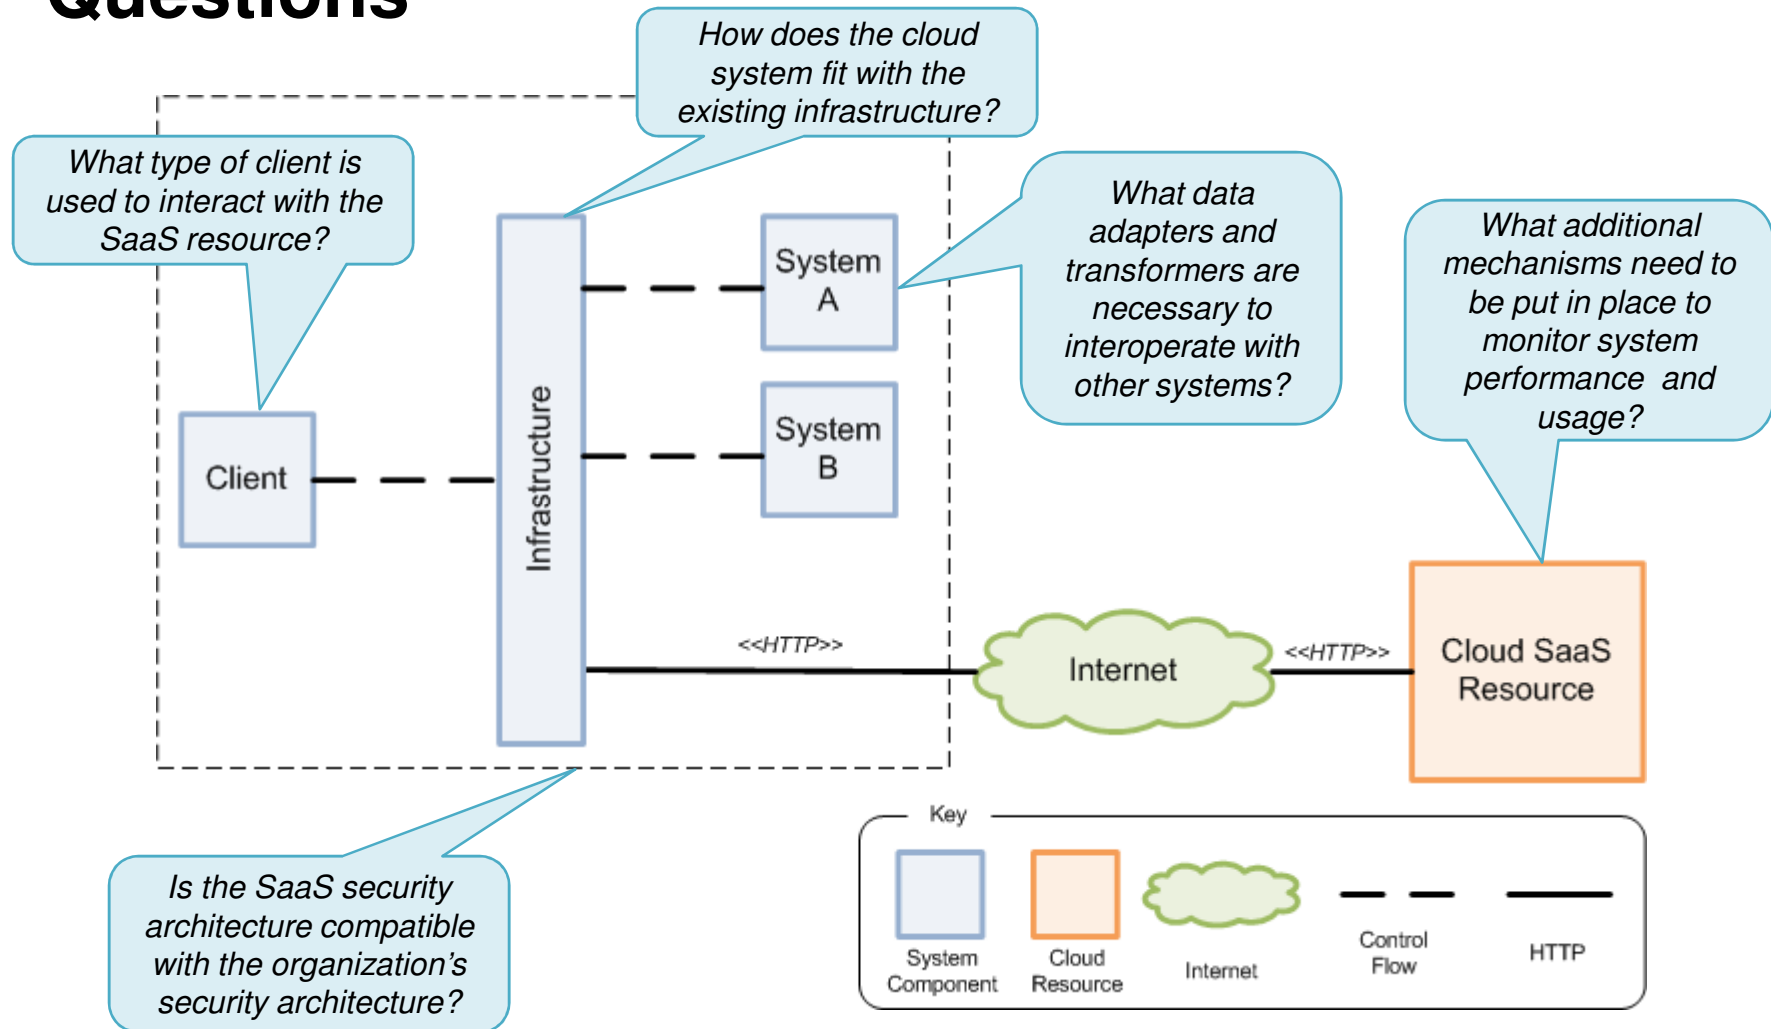 Questions
How does the cloud
system fit with the
existing infrastructure?
What type of client is
used to interact with the
SaaS resource?
What data
adapters and
transformers are
necessary to
interoperate with
other systems?
What additional
mechanisms need to
be put in place to
monitor system
performance and
usage?
System
A
System
B
Client
Infrastructure
<<HTTP>>
Internet
<<HTTP>>
Cloud SaaS
Resource
Is the SaaS security
architecture compatible
with the organization's
security architecture?
Key
System
Component
Cloud
Resource
Internet
Control
Flow
HTTP